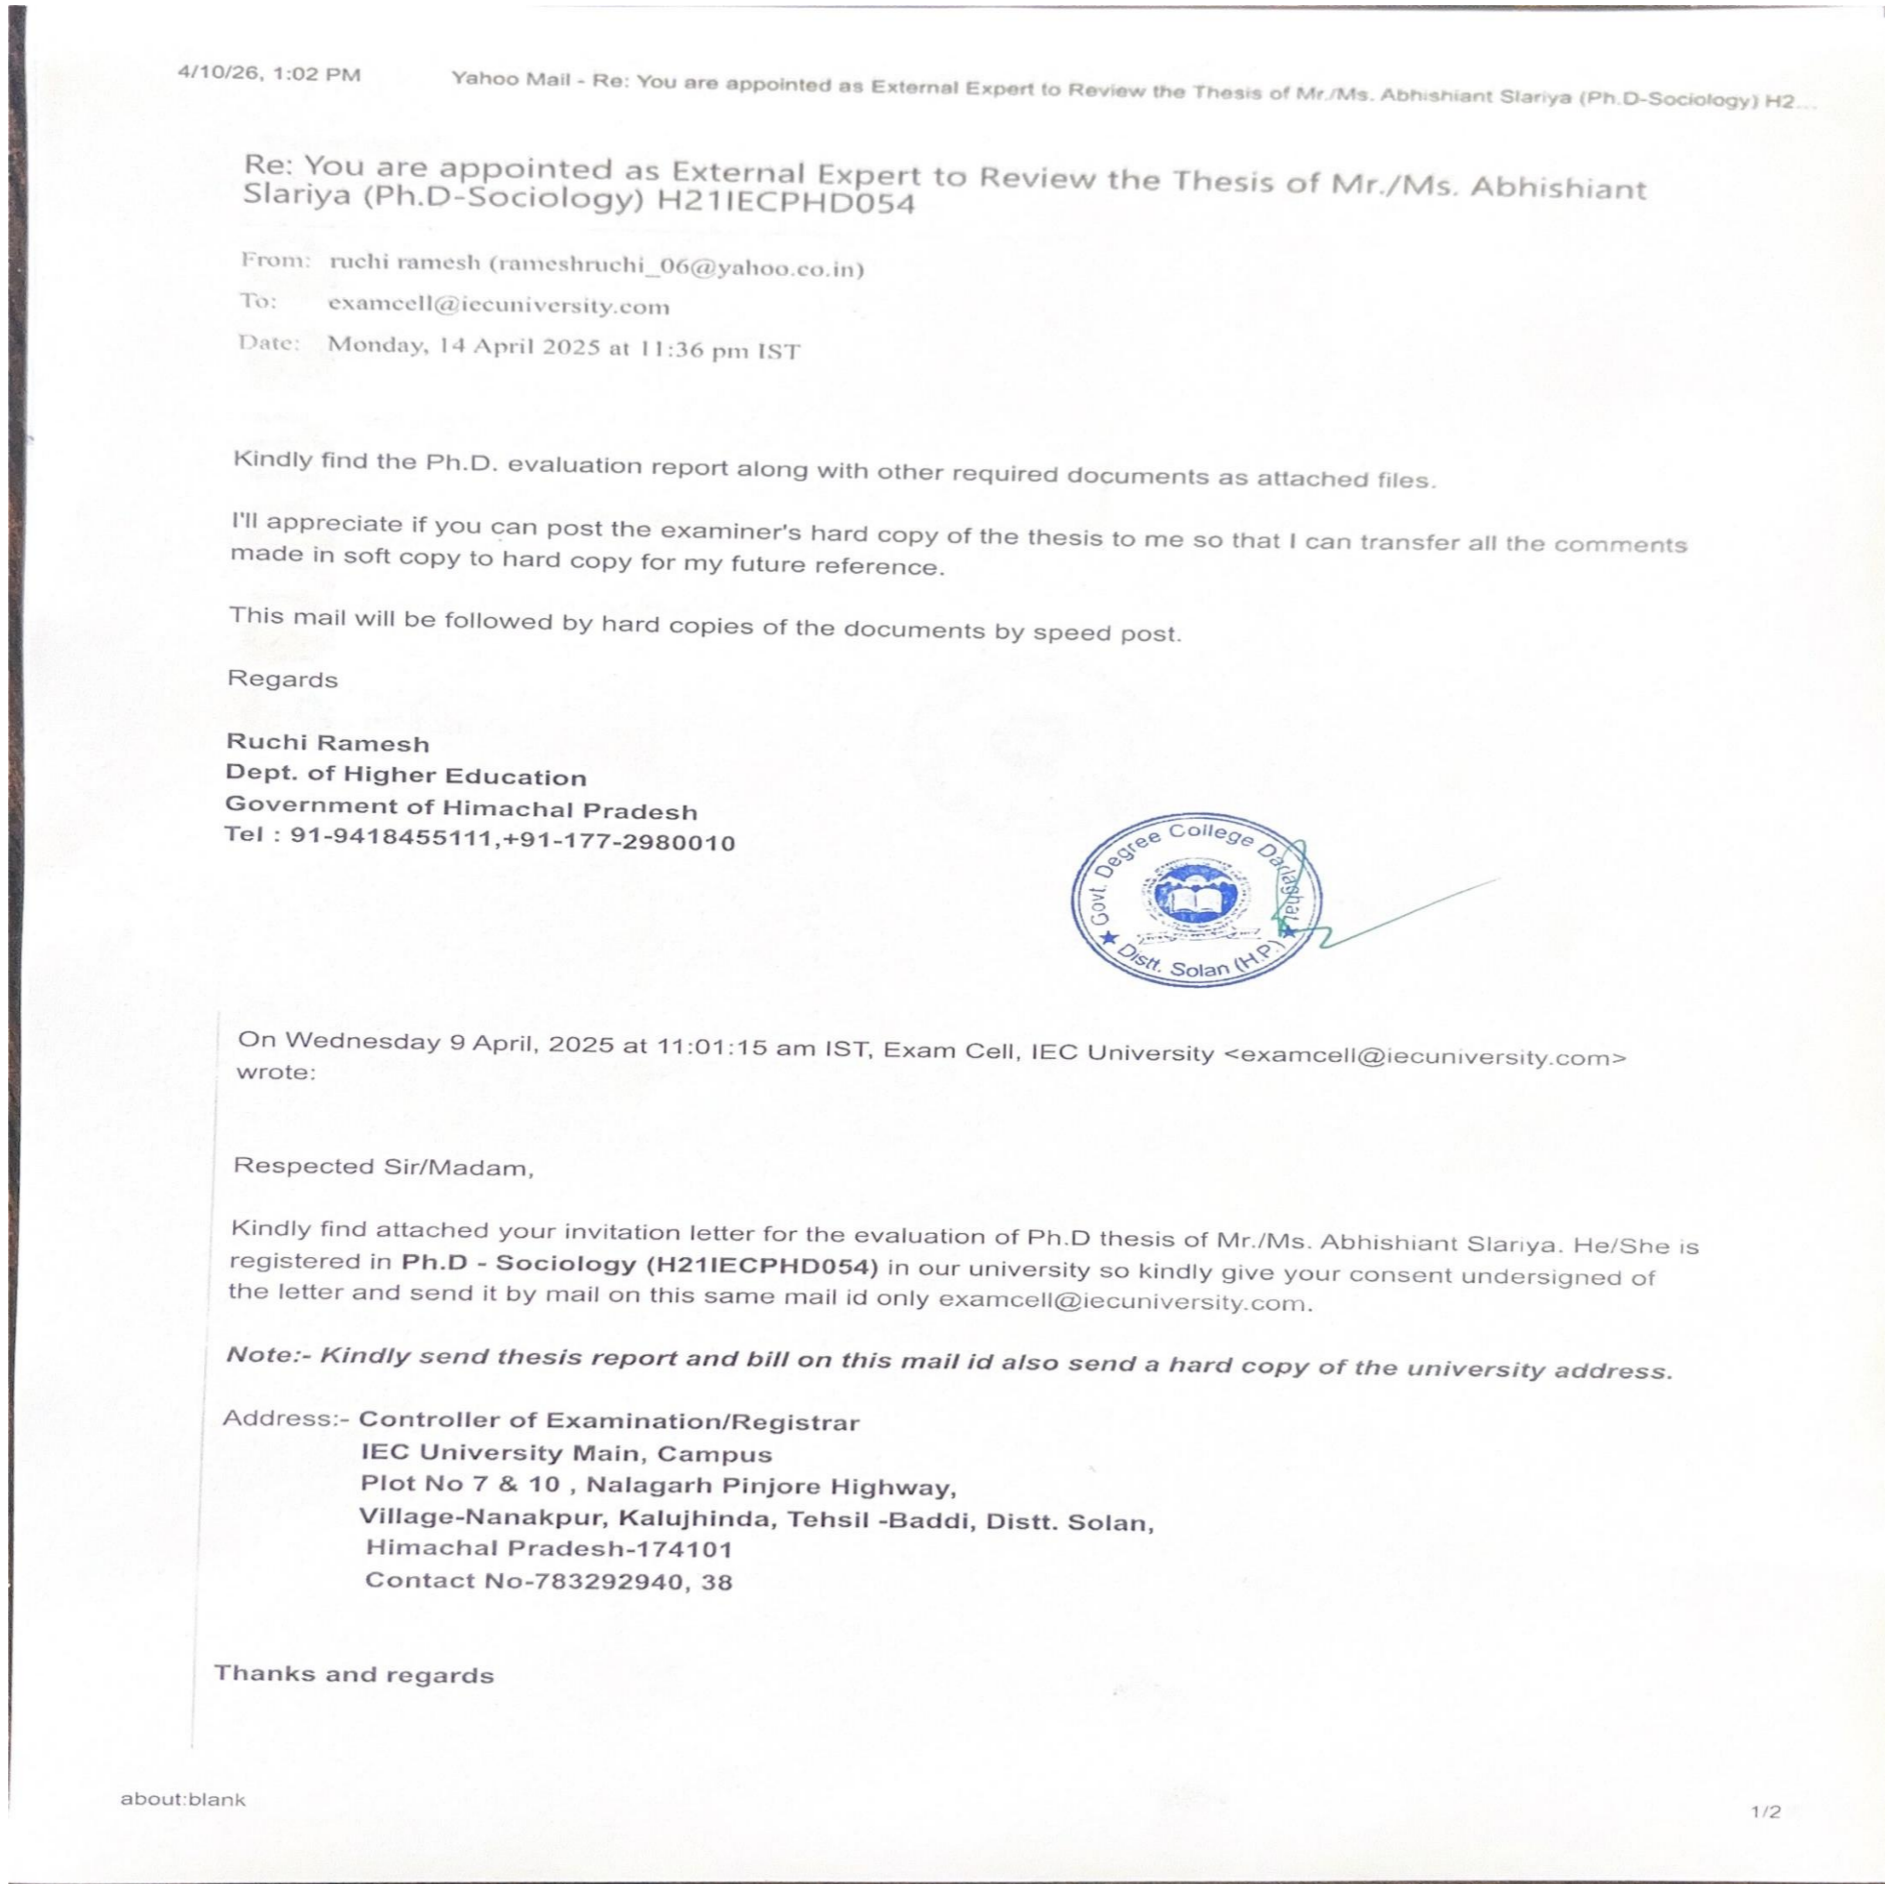 4/10/26, 1:02 PM
Yahoo Mail - Re: You are appointed as External Expert to Review the Thesis of Mr./Ms. Abhishiant Slariya (Ph.D-Sociology) H2...
Re: You are appointed as External Expert to Review the Thesis of Mr./Ms. Abhishiant
Slariya (Ph.D-Sociology) H21IECPHD054
From: ruchi ramesh (rameshruchi_06@yahoo.co.in)
To: examcell@iecuniversity.com
Date: Monday, 14 April 2025 at 11:36 pm IST
Kindly find the Ph.D. evaluation report along with other required documents as attached files.
I'll appreciate if you can post the examiner's hard copy of the thesis to me so that I can transfer all the comments
made in soft copy to hard copy for my future reference.
This mail will be followed by hard copies of the documents by speed post.
Regards
Ruchi Ramesh
Dept. of Higher Education
Government of Himachal Pradesh
Tel : 91-9418455111,+91-177-2980010
Govt. Degree College Darlaghat
Distt. Solan (H.P.)
On Wednesday 9 April, 2025 at 11:01:15 am IST, Exam Cell, IEC University <examcell@iecuniversity.com>
wrote:
Respected Sir/Madam,
Kindly find attached your invitation letter for the evaluation of Ph.D thesis of Mr./Ms. Abhishiant Slariya. He/She is
registered in Ph.D - Sociology (H21IECPHD054) in our university so kindly give your consent undersigned of
the letter and send it by mail on this same mail id only examcell@iecuniversity.com.
Note:- Kindly send thesis report and bill on this mail id also send a hard copy of the university address.
Address:- Controller of Examination/Registrar
IEC University Main, Campus
Plot No 7 & 10 , Nalagarh Pinjore Highway,
Village-Nanakpur, Kalujhinda, Tehsil -Baddi, Distt. Solan,
Himachal Pradesh-174101
Contact No-783292940, 38
Thanks and regards
about:blank
1/2